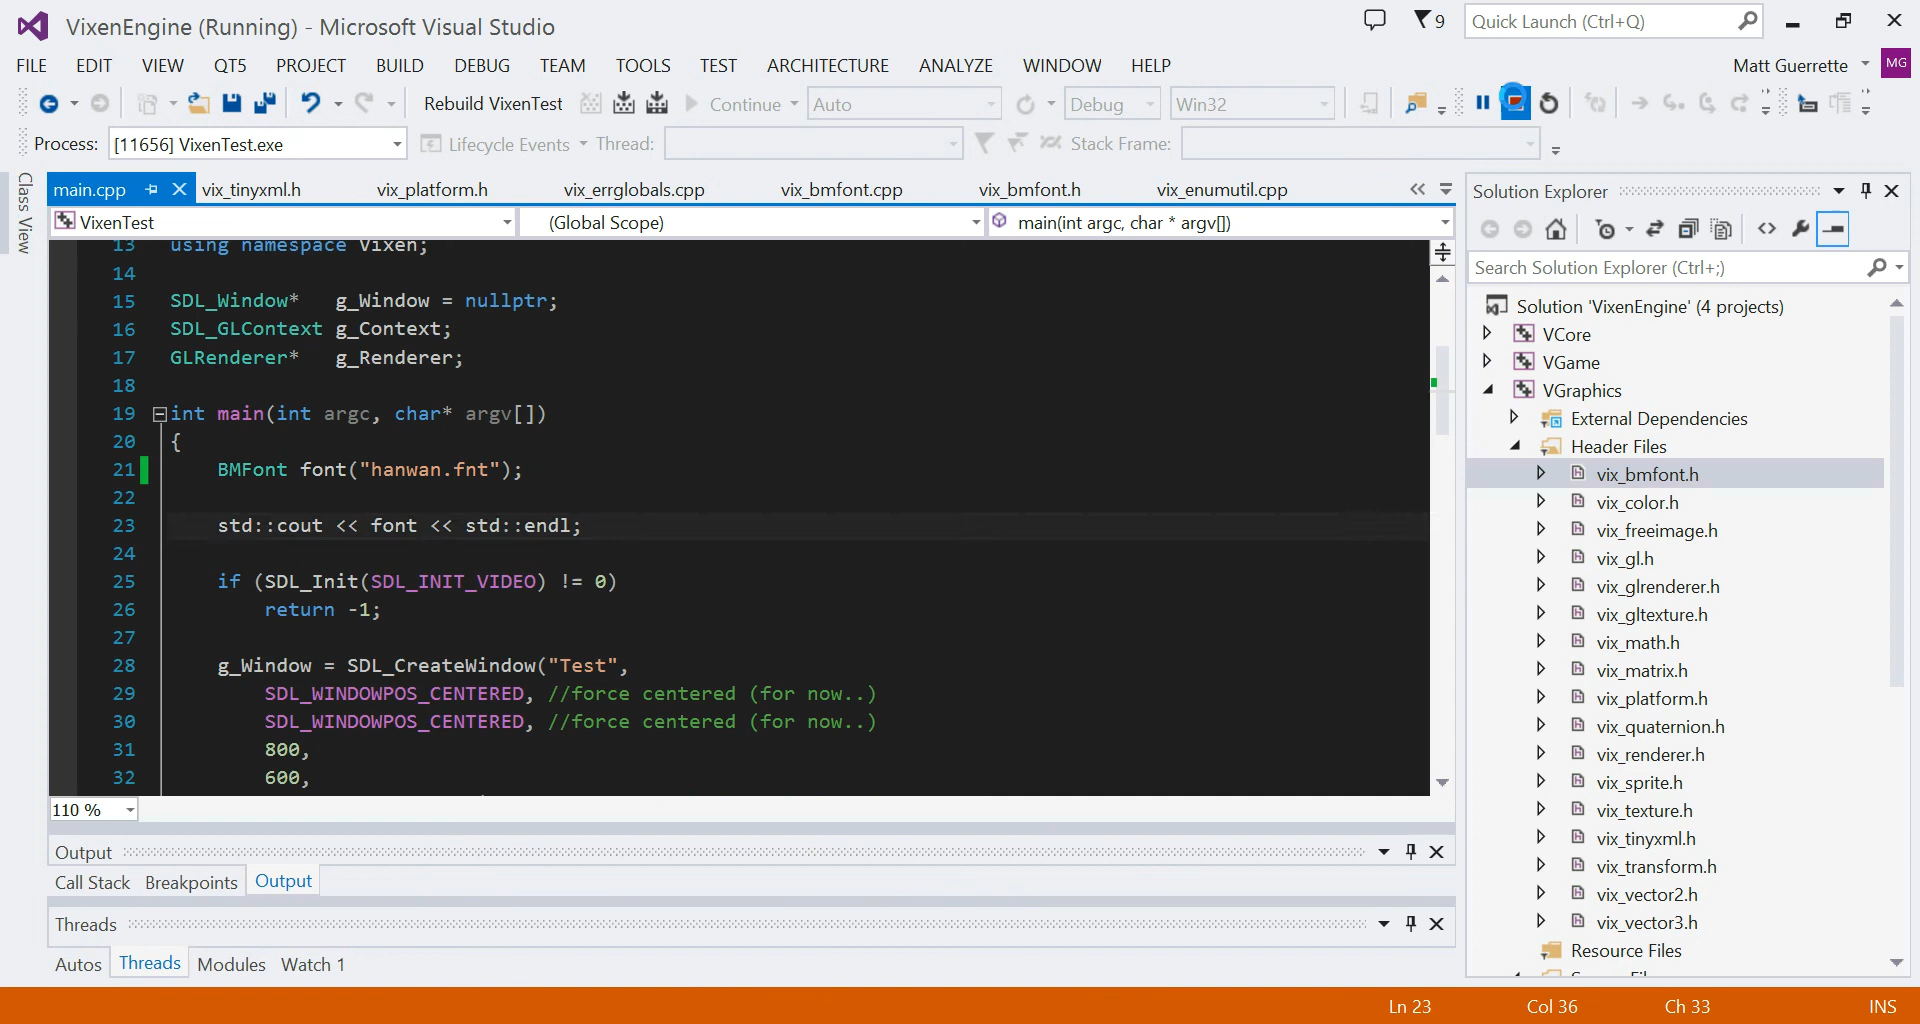 VixenEngine (Running) - Microsoft Visual Studio
9
Quick Launch (Ctrl+Q)
FILE EDIT VIEW QT5 PROJECT BUILD DEBUG TEAM TOOLS TEST ARCHITECTURE ANALYZE WINDOW HELP
Matt Guerrette
MG
Rebuild VixenTest
Continue
Auto
Debug
Win32
Process: [11656] VixenTest.exe
Lifecycle Events
Thread:
Stack Frame:
Class View
main.cpp vix_tinyxml.h vix_platform.h vix_errglobals.cpp vix_bmfont.cpp vix_bmfont.h vix_enumutil.cpp
VixenTest
(Global Scope)
main(int argc, char * argv[])
13 using namespace Vixen;
14
15 SDL_Window* g_Window = nullptr;
16 SDL_GLContext g_Context;
17 GLRenderer* g_Renderer;
18
19 int main(int argc, char* argv[])
20 {
21 BMFont font("hanwan.fnt");
22
23 std::cout << font << std::endl;
24
25 if (SDL_Init(SDL_INIT_VIDEO) != 0)
26 return -1;
27
28 g_Window = SDL_CreateWindow("Test",
29 SDL_WINDOWPOS_CENTERED, //force centered (for now..)
30 SDL_WINDOWPOS_CENTERED, //force centered (for now..)
31 800,
32 600,
110 %
Output
Call Stack Breakpoints Output
Threads
Autos Threads Modules Watch 1
Solution Explorer
Search Solution Explorer (Ctrl+;)
Solution 'VixenEngine' (4 projects)
VCore
VGame
VGraphics
External Dependencies
Header Files
vix_bmfont.h
vix_color.h
vix_freeimage.h
vix_gl.h
vix_glrenderer.h
vix_gltexture.h
vix_math.h
vix_matrix.h
vix_platform.h
vix_quaternion.h
vix_renderer.h
vix_sprite.h
vix_texture.h
vix_tinyxml.h
vix_transform.h
vix_vector2.h
vix_vector3.h
Resource Files
Ln 23 Col 36 Ch 33 INS